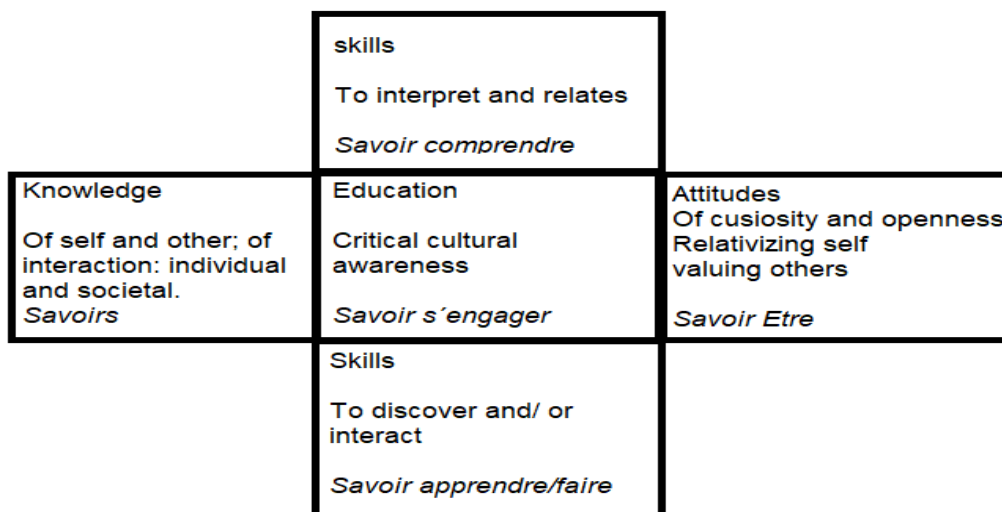 skills
To interpret and relates
Savoir comprendre
Knowledge
Of self and other; of
interaction: individual
and societal.
Savoirs
Education
Critical cultural
awareness
Savoir s´engager
Attitudes
Of cusiosity and openness
Relativizing self
valuing others
Savoir Etre
Skills
To discover and/ or
interact
Savoir apprendre/faire